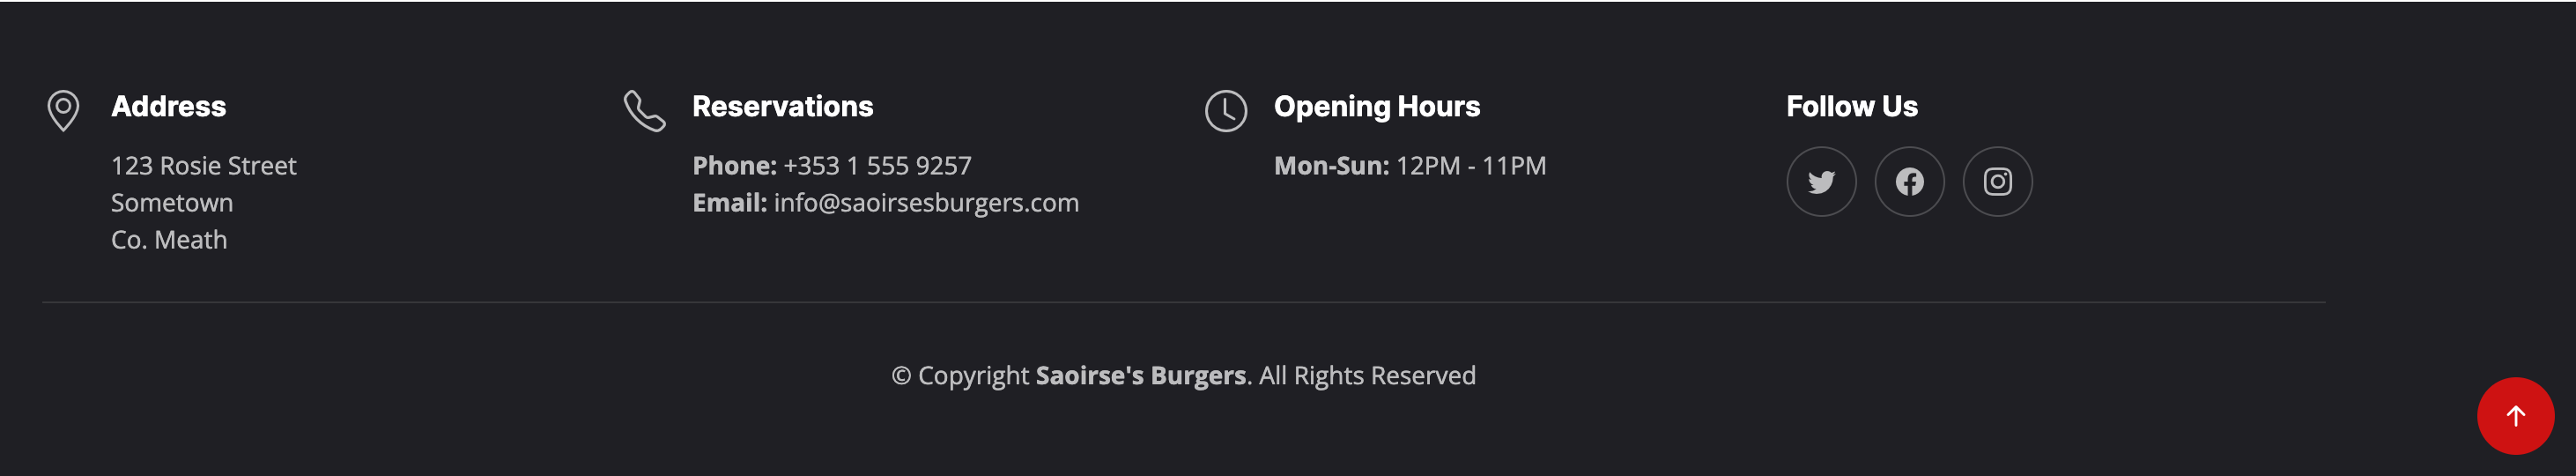 Address
123 Rosie Street
Sometown
Co. Meath
Reservations
Phone: +353 1 555 9257
Email: info@saoirsesburgers.com
Opening Hours
Mon-Sun: 12PM - 11PM
Follow Us
© Copyright Saoirse's Burgers. All Rights Reserved